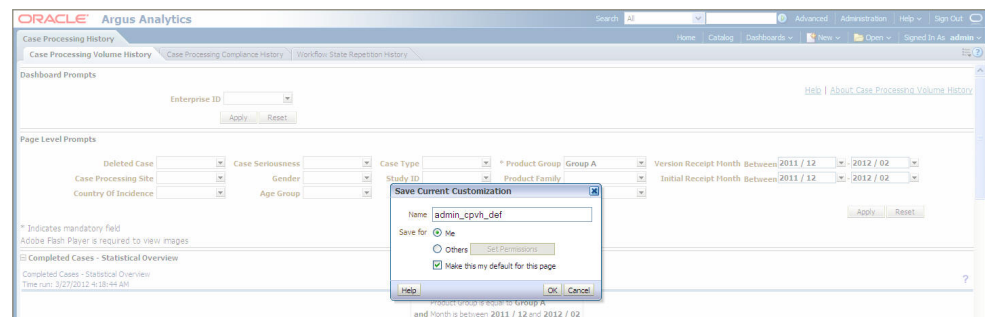 ORACLE Argus Analytics Search All Advanced Administration Help Sign Out
Case Processing History Home Catalog Dashboards New Open Signed In As admin
Case Processing Volume History Case Processing Compliance History Workflow State Repetition History
Dashboard Prompts
Help | About Case Processing Volume History
Enterprise ID
Apply Reset
Page Level Prompts
Deleted Case Case Seriousness Case Type * Product Group Group A Version Receipt Month Between 2011 / 12 - 2012 / 02
Case Processing Site Gender Study ID Product Family Initial Receipt Month Between 2011 / 12 - 2012 / 02
Country Of Incidence Age Group
Apply Reset
Save Current Customization
Name admin_cpvh_def
Save for Me
Others Set Permissions
Make this my default for this page
Help OK Cancel
* Indicates mandatory field
Adobe Flash Player is required to view images
Completed Cases - Statistical Overview
Completed Cases - Statistical Overview
Time run: 3/27/2012 4:18:44 AM
?
Product Group is equal to Group A
and Month is between 2011 / 12 and 2012 / 02